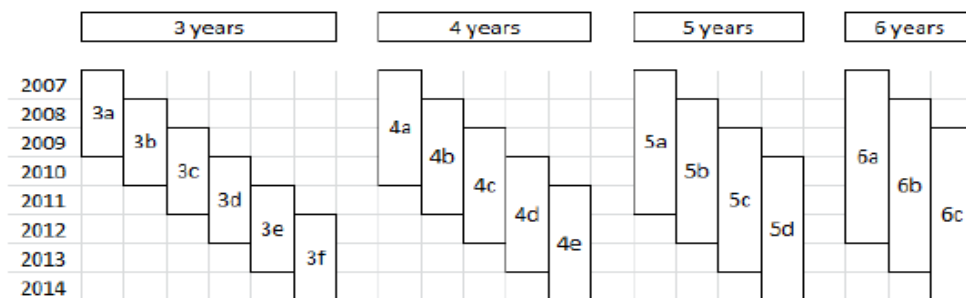 3 years 4 years 5 years 6 years
2007
2008 3a
2009 3b 4a 5a
2010 3c 4b 5b 6a
2011 3d 4c 5c 6b
2012 3e 4d 5d 6c
2013 3f 4e
2014